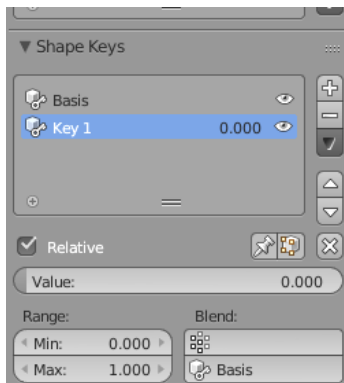 Shape Keys
Basis
Key 1 0.000
Relative
Value: 0.000
Range: Blend:
Min: 0.000
Max: 1.000 Basis